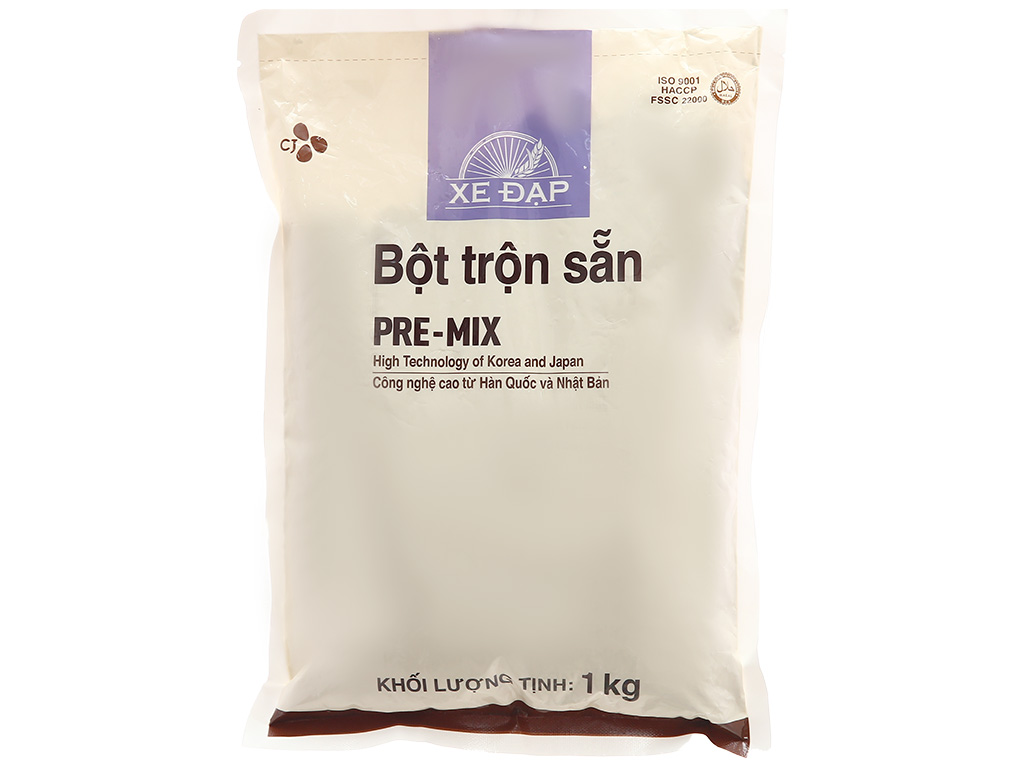 ISO 9001
HACCP
FSSC 22000
HALAL
CJ
XE ĐẠP
Bột trộn sẵn
PRE-MIX
High Technology of Korea and Japan
Công nghệ cao từ Hàn Quốc và Nhật Bản
KHỐI LƯỢNG TỊNH: 1 kg